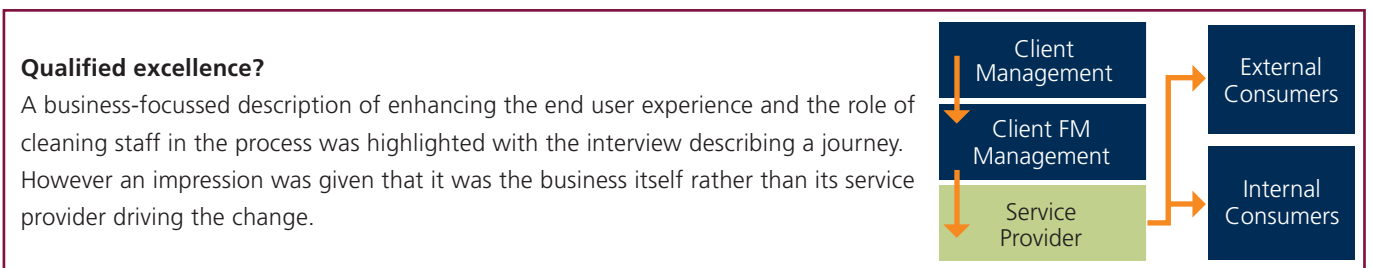 Qualified excellence?
A business-focussed description of enhancing the end user experience and the role of
cleaning staff in the process was highlighted with the interview describing a journey.
However an impression was given that it was the business itself rather than its service
provider driving the change.
Client
Management
Client FM
Management
Service
Provider
External
Consumers
Internal
Consumers